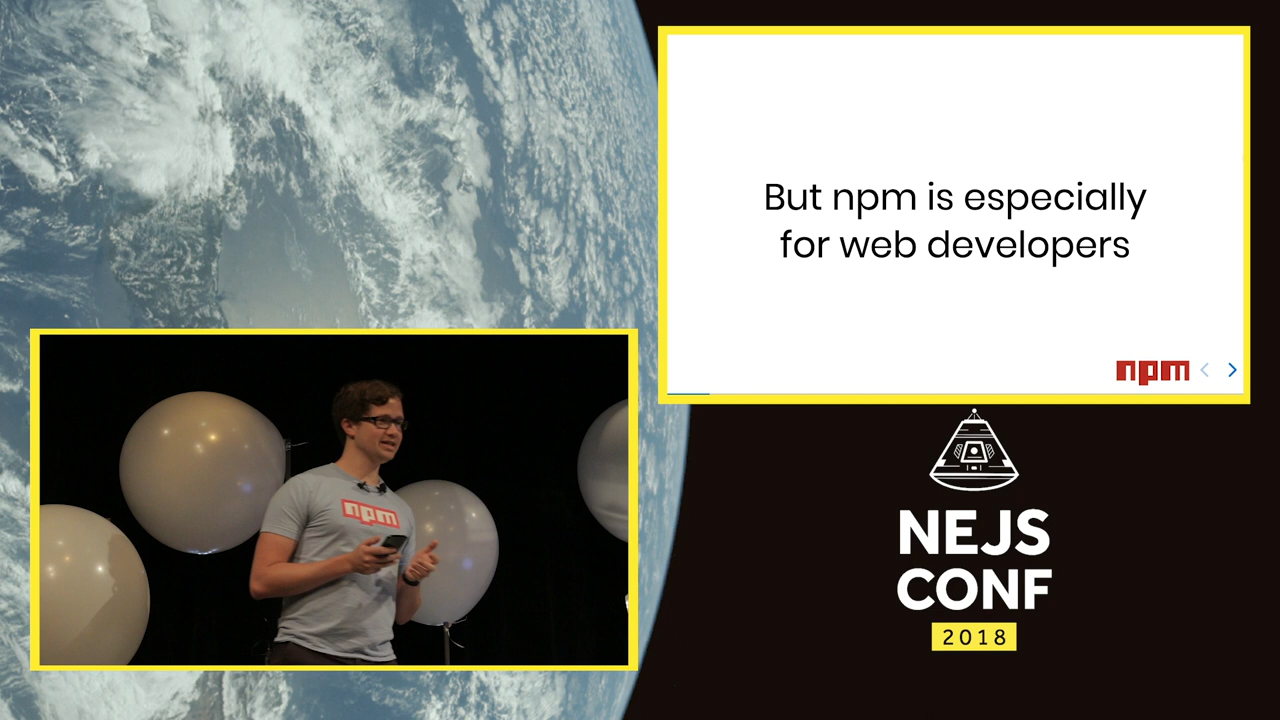 But npm is especially
for web developers
npm
npm
NEJS
CONF
2018